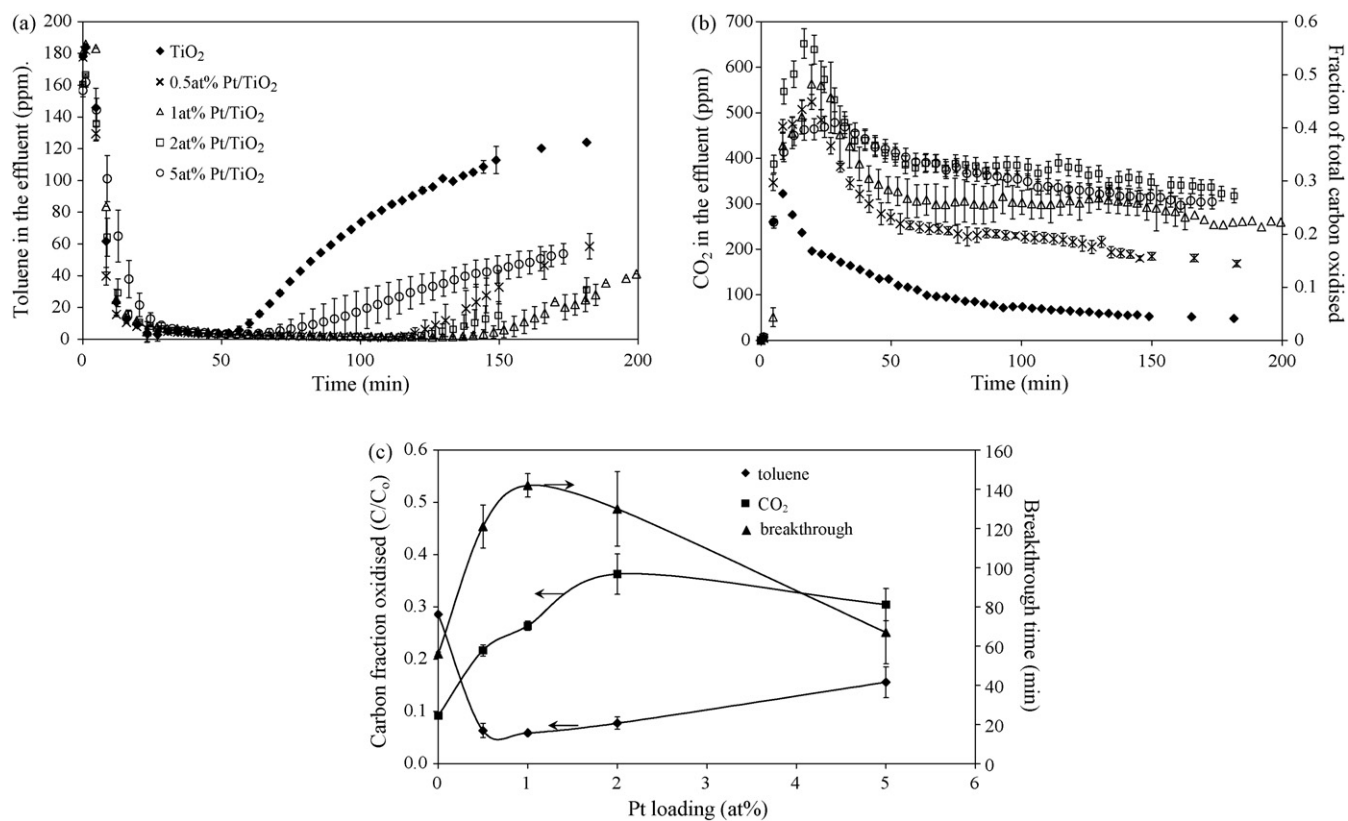 (a)
200
180
160
140
120
100
80
60
40
20
0
Toluene in the effluent (ppm).
TiO2
0.5at% Pt/TiO2
1at% Pt/TiO2
2at% Pt/TiO2
5at% Pt/TiO2
0 50 100 150 200
Time (min)
(b)
700
600
500
400
300
200
100
0
CO2 in the effluent (ppm)
0.6
0.5
0.4
0.3
0.2
0.1
0
Fraction of total carbon oxidised
0 50 100 150 200
Time (min)
(c)
0.6
0.5
0.4
0.3
0.2
0.1
0.0
Carbon fraction oxidised (C/Co)
toluene
CO2
breakthrough
160
140
120
100
80
60
40
20
0
Breakthrough time (min)
0 1 2 3 4 5 6
Pt loading (at%)